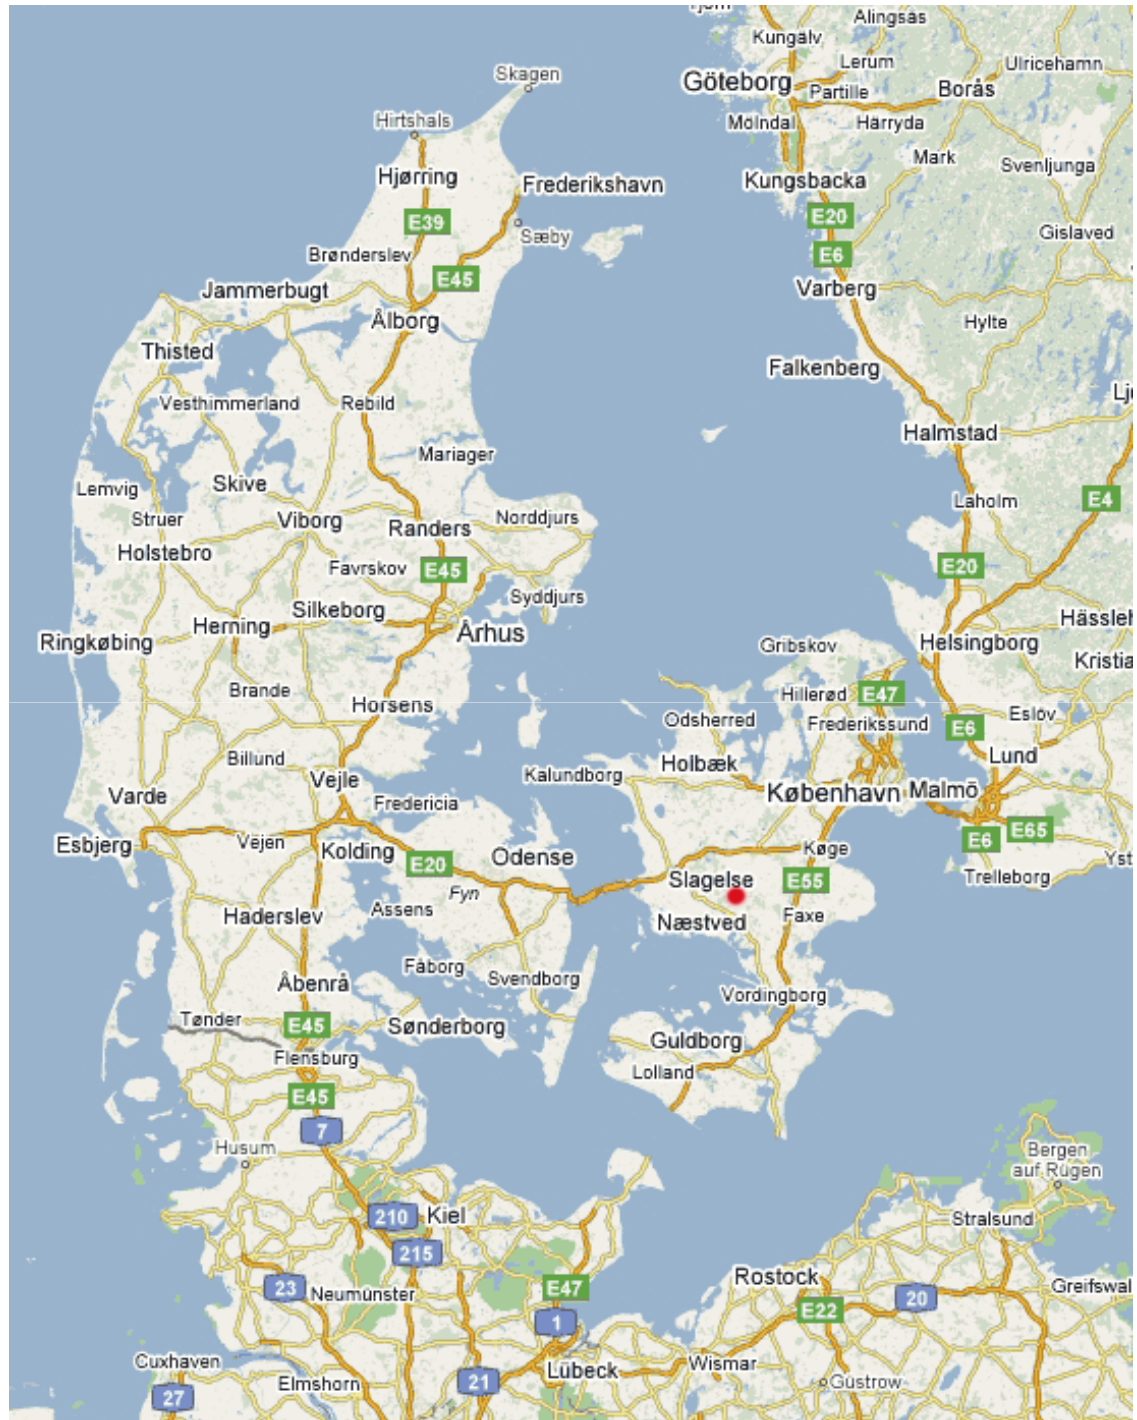 Alingsås
Kungälv
Lerum
Ulricehamn
Skagen
Göteborg
Partille
Borås
Hirtshals
Mölndal
Härryda
Mark
Svenljunga
Hjørring
Frederikshavn
Kungsbacka
E39
E20
Sæby
Gislaved
Brønderslev
E6
E45
Jammerbugt
Varberg
Ålborg
Hylte
Thisted
Falkenberg
Vesthimmerland
Rebild
Lj
Halmstad
Mariager
Skive
Lemvig
Laholm
E4
Struer
Viborg
Randers
Norddjurs
Holstebro
Favrskov
E45
E20
Syddjurs
Silkeborg
Herning
Århus
Hässleh
Ringkøbing
Gribskov
Helsingborg
Kristia
Brande
Hillerød
E47
Horsens
Odsherred
Frederikssund
Eslöv
E6
Billund
Holbæk
Lund
Vejle
Kalundborg
Varde
Fredericia
København
Malmö
E65
Esbjerg
Vejen
Kolding
E6
Køge
E20
Odense
Yst
Fyn
Slagelse
E55
Trelleborg
Haderslev
Assens
Næstved
Faxe
Fåborg
Svendborg
Åbenrå
Vordingborg
Tønder
E45
Sønderborg
Guldborg
Flensburg
Lolland
E45
7
Husum
Bergen
auf Rügen
210
Kiel
Stralsund
215
Rostock
23
Neumünster
E47
Greifswal
20
E22
1
Cuxhaven
Lübeck
Wismar
27
Elmshorn
21
Güstrow